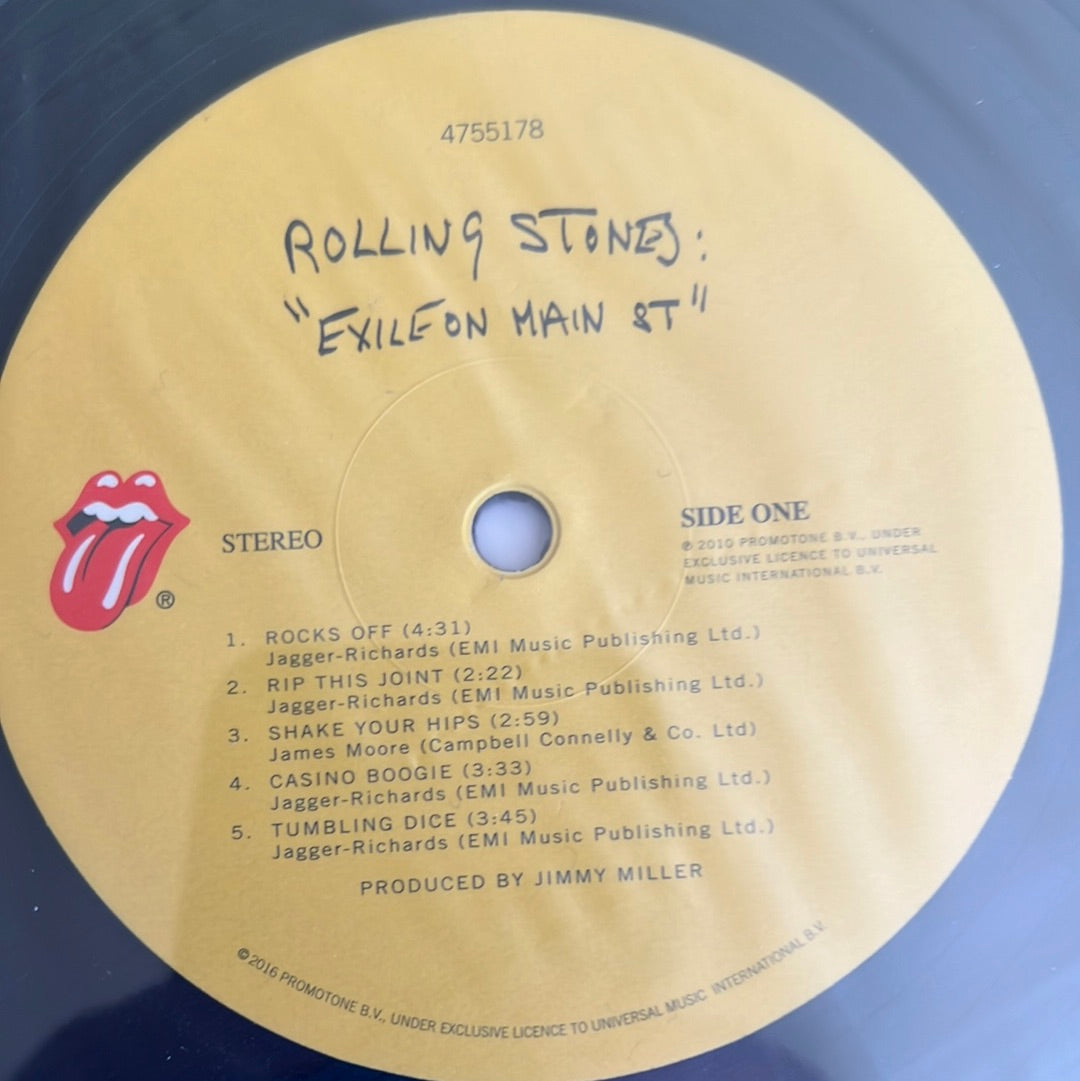 4755178
ROLLING STONES:
"EXILE ON MAIN ST"
®
STEREO
SIDE ONE
℗ 2010 PROMOTONE B.V., UNDER
EXCLUSIVE LICENCE TO UNIVERSAL
MUSIC INTERNATIONAL B.V.
1. ROCKS OFF (4:31)
Jagger-Richards (EMI Music Publishing Ltd.)
2. RIP THIS JOINT (2:22)
Jagger-Richards (EMI Music Publishing Ltd.)
3. SHAKE YOUR HIPS (2:59)
James Moore (Campbell Connelly & Co. Ltd)
4. CASINO BOOGIE (3:33)
Jagger-Richards (EMI Music Publishing Ltd.)
5. TUMBLING DICE (3:45)
Jagger-Richards (EMI Music Publishing Ltd.)
PRODUCED BY JIMMY MILLER
©2016 PROMOTONE B.V., UNDER EXCLUSIVE LICENCE TO UNIVERSAL MUSIC INTERNATIONAL B.V.